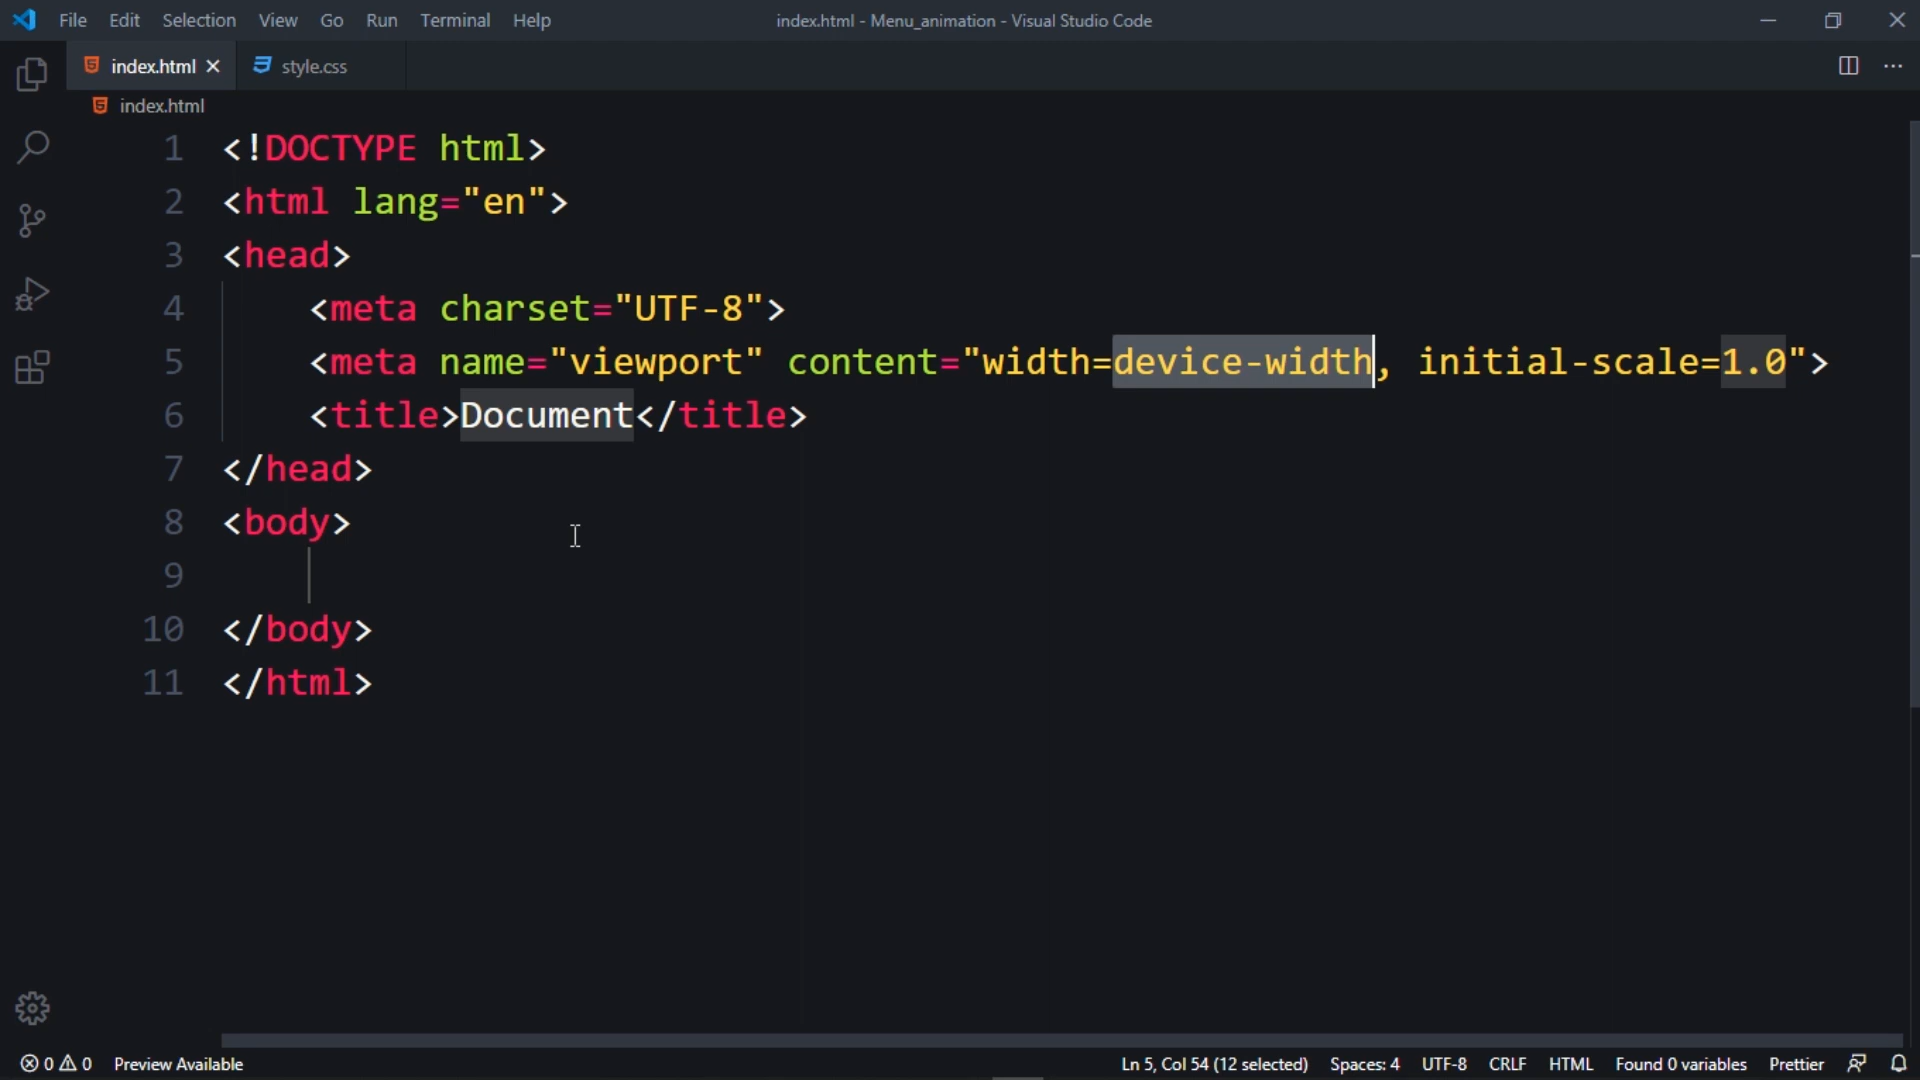 File Edit Selection View Go Run Terminal Help index.html - Menu_animation - Visual Studio Code
index.html style.css
index.html
1 <!DOCTYPE html>
2 <html lang="en">
3 <head>
4     <meta charset="UTF-8">
5     <meta name="viewport" content="width=device-width, initial-scale=1.0">
6     <title>Document</title>
7 </head>
8 <body>
9
10 </body>
11 </html>
0 0 Preview Available Ln 5, Col 54 (12 selected) Spaces: 4 UTF-8 CRLF HTML Found 0 variables Prettier